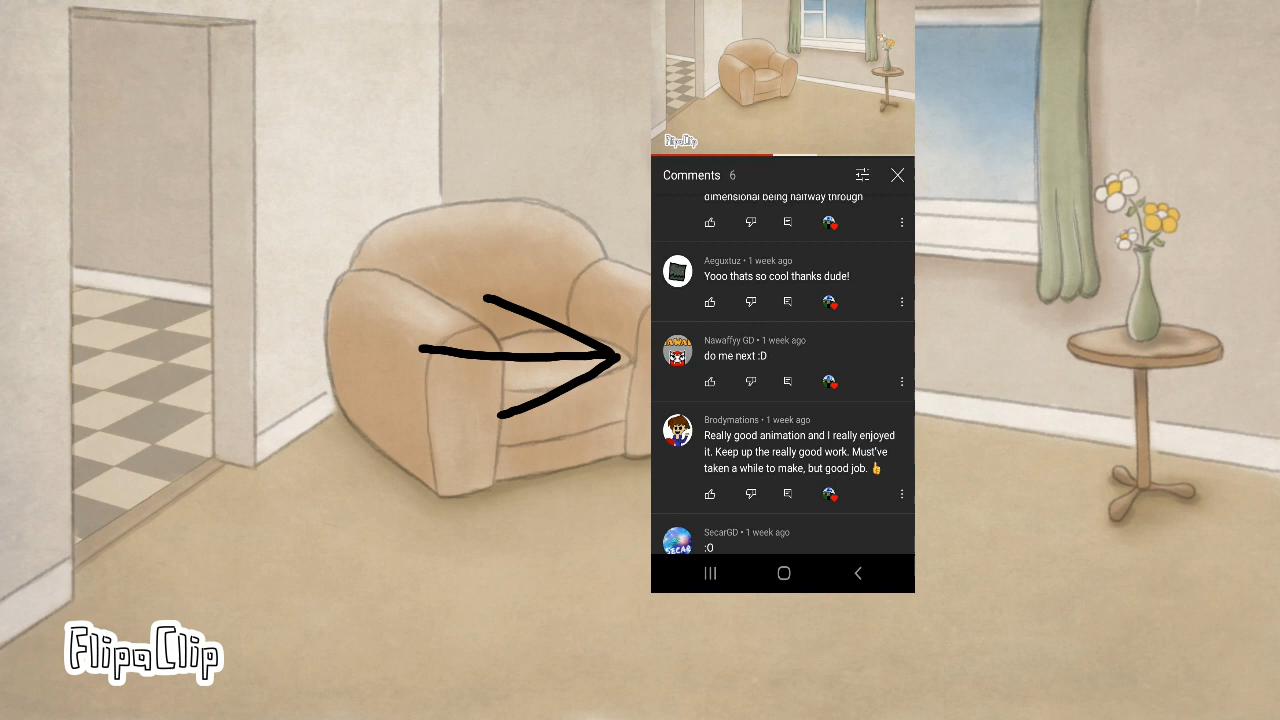 FlipaClip
Comments 6
dimensional being halfway through
Aeguxtuz • 1 week ago
Yooo thats so cool thanks dude!
Nawaffyy GD • 1 week ago
do me next :D
Brodymations • 1 week ago
Really good animation and I really enjoyed
it. Keep up the really good work. Must've
taken a while to make, but good job. 👍
SecarGD • 1 week ago
:O
SECAR
FlipaClip